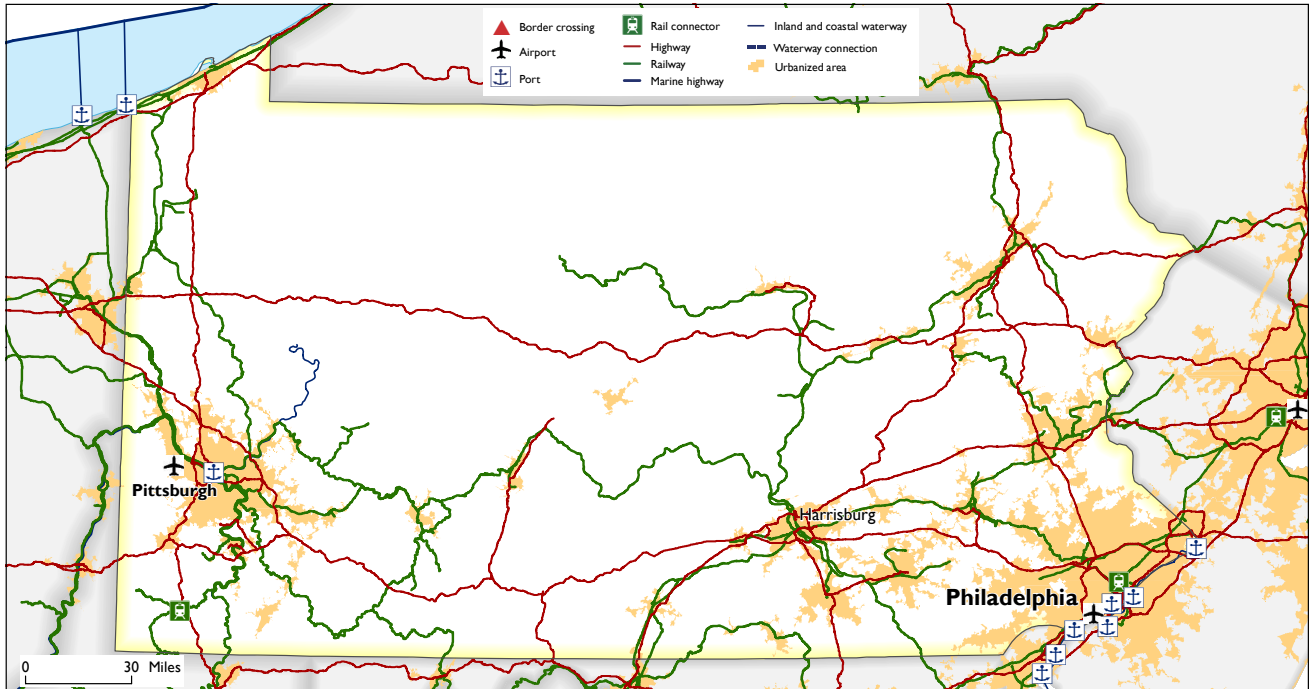 Border crossing
Airport
Port
Rail connector
Highway
Railway
Marine highway
Inland and coastal waterway
Waterway connection
Urbanized area
Pittsburgh
Harrisburg
Philadelphia
0 30 Miles